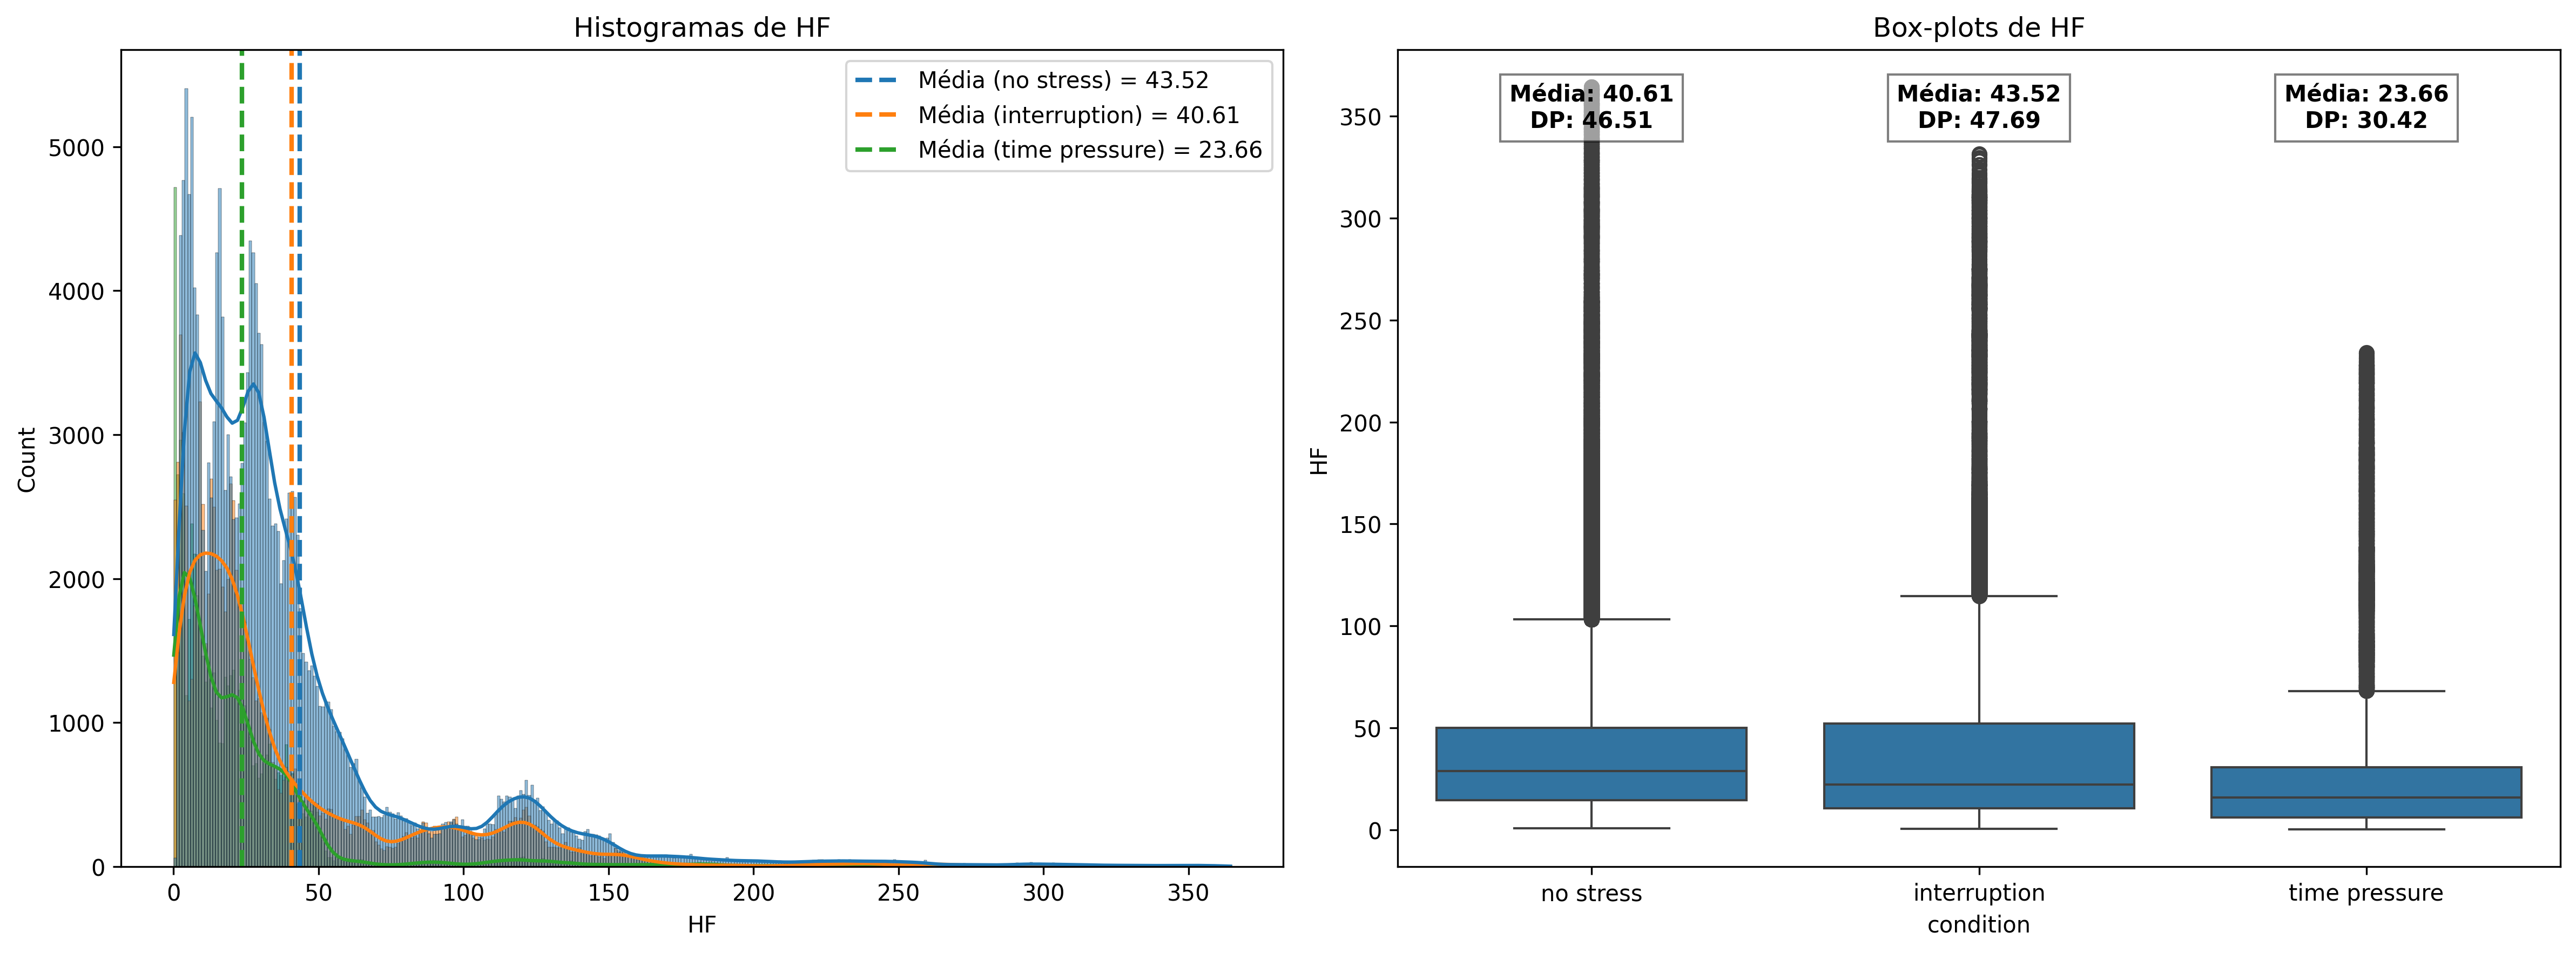 Histogramas de HF
Média (no stress) = 43.52
Média (interruption) = 40.61
Média (time pressure) = 23.66
Count
5000
4000
3000
2000
1000
0
0 50 100 150 200 250 300 350
HF
Box-plots de HF
Média: 40.61
DP: 46.51
Média: 43.52
DP: 47.69
Média: 23.66
DP: 30.42
HF
350
300
250
200
150
100
50
0
no stress interruption time pressure
condition